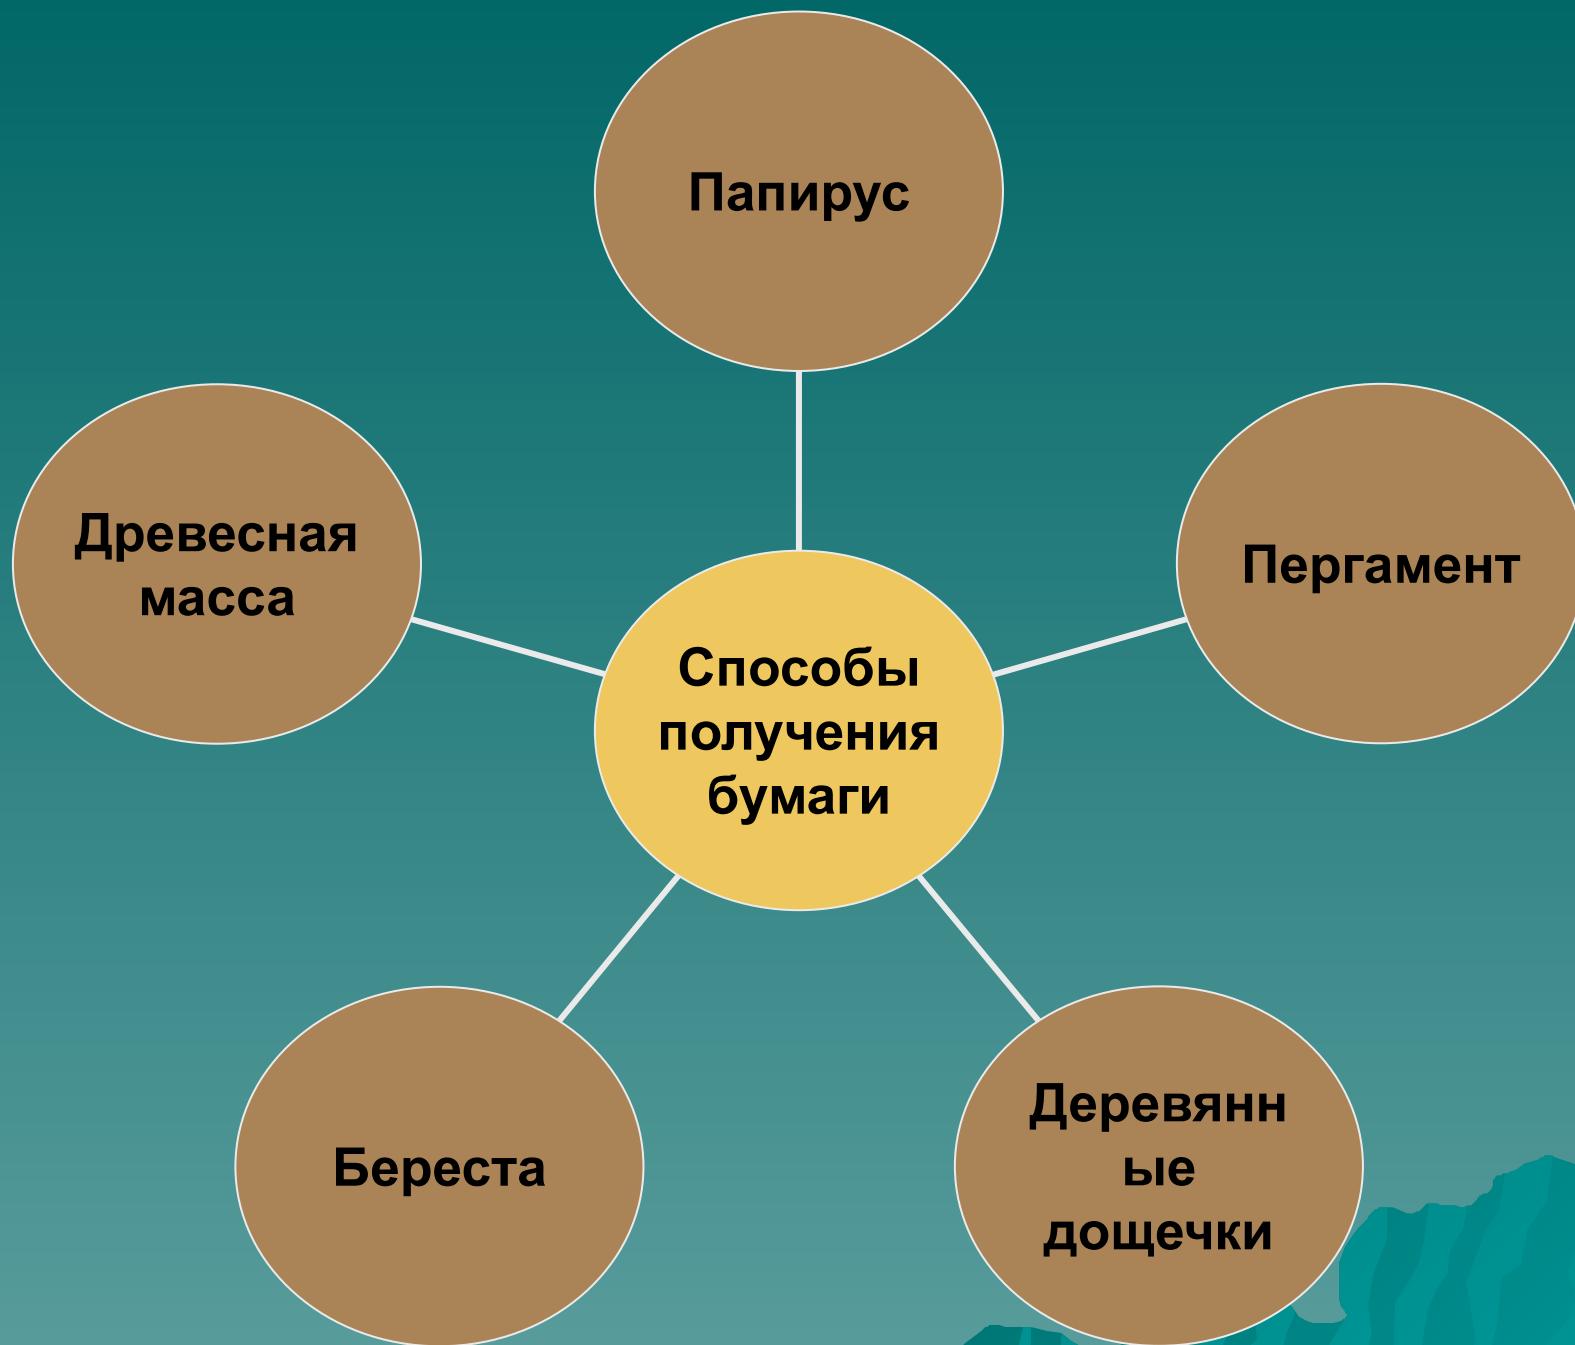 Папирус
Древесная
масса
Пергамент
Способы
получения
бумаги
Береста
Деревянн
ые
дощечки